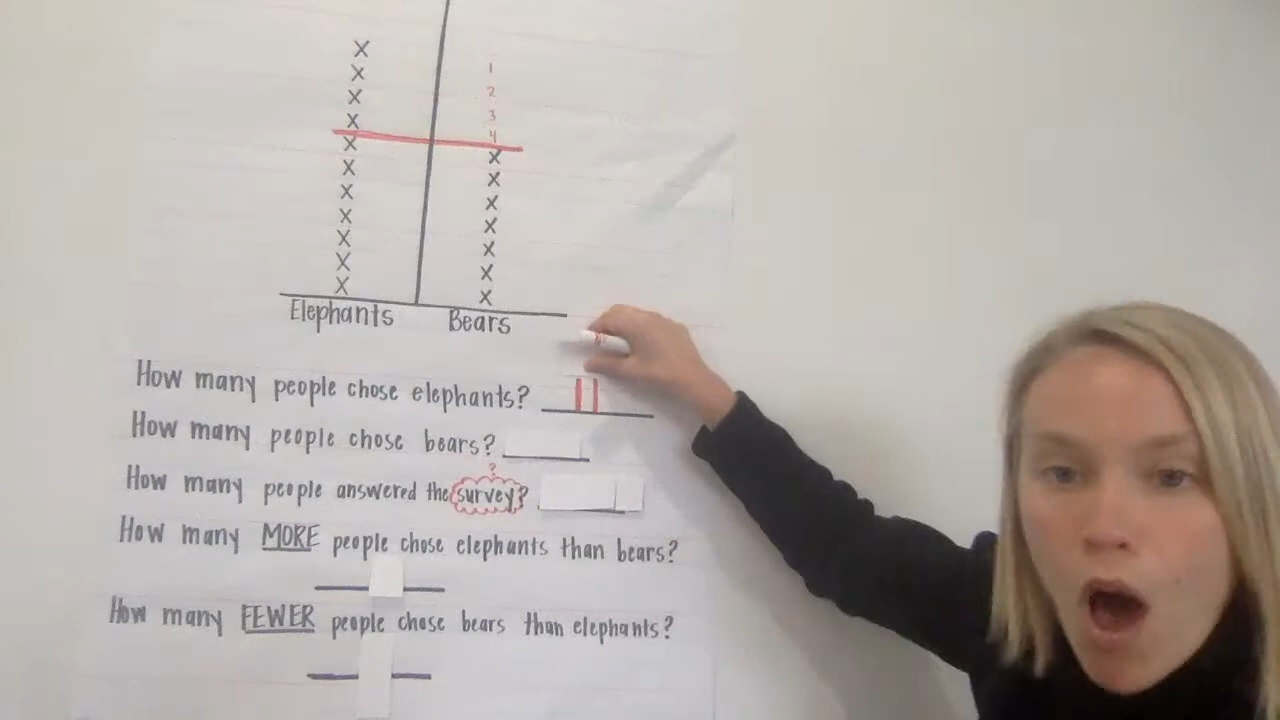 X
X 1
X 2
X 3
X 4
X X
X X
X X
X X
X X
X X
X X
Elephants Bears
How many people chose elephants? 11
How many people chose bears?
?
How many people answered the survey?
How many MORE people chose elephants than bears?
How many FEWER people chose bears than elephants?